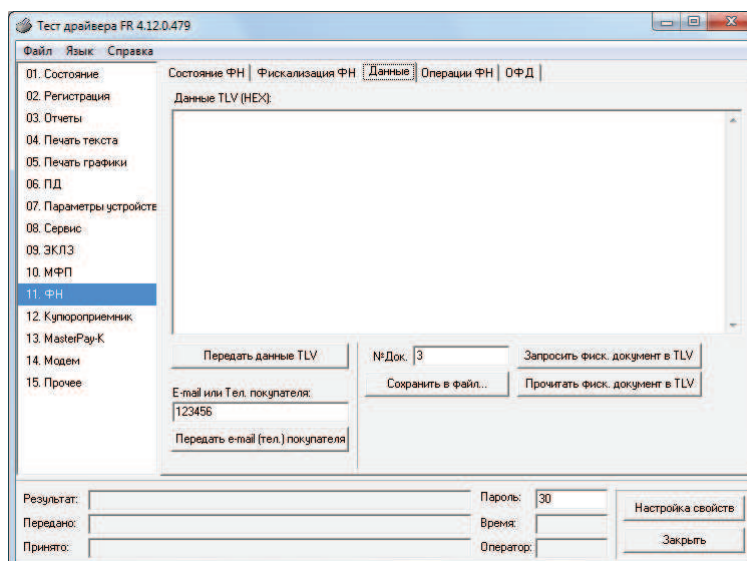 Тест драйвера FR 4.12.0.479
Файл Язык Справка
01. Состояние
02. Регистрация
03. Отчеты
04. Печать текста
05. Печать графики
06. ПД
07. Параметры устройств
08. Сервис
09. ЭКЛЗ
10. МФП
11. ФН
12. Купюроприемник
13. MasterPay-K
14. Модем
15. Прочее
Состояние ФН Фискализация ФН Данные Операции ФН ОФД
Данные TLV (HEX):
Передать данные TLV
№Док. 3
Запросить фиск. документ в TLV
Сохранить в файл...
Прочитать фиск. документ в TLV
E-mail или Тел. покупателя:
123456
Передать e-mail (тел.) покупателя
Результат:
Пароль: 30
Настройка свойств
Передано:
Время:
Принято:
Оператор:
Закрыть